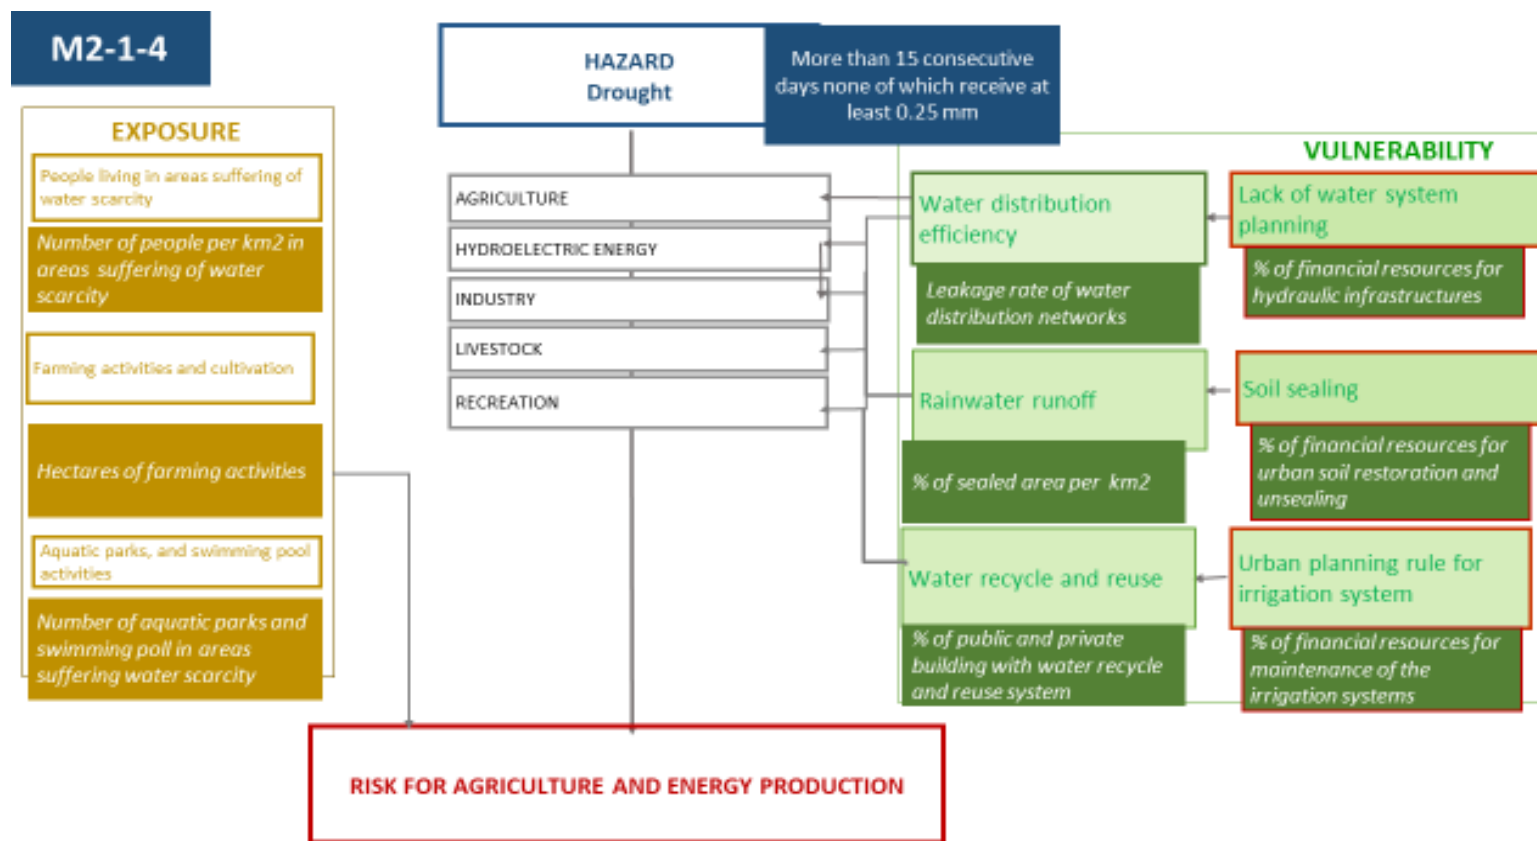 M2-1-4
HAZARD
Drought
More than 15 consecutive
days none of which receive at
least 0.25 mm
EXPOSURE
People living in areas suffering of
water scarcity
Number of people per km2 in
areas suffering of water
scarcity
Farming activities and cultivation
Hectares of farming activities
Aquatic parks, and swimming pool
activities
Number of aquatic parks and
swimming poll in areas
suffering water scarcity
AGRICULTURE
HYDROELECTRIC ENERGY
INDUSTRY
LIVESTOCK
RECREATION
VULNERABILITY
Water distribution
efficiency
Leakage rate of water
distribution networks
Rainwater runoff
% of sealed area per km2
Water recycle and reuse
% of public and private
building with water recycle
and reuse system
Lack of water system
planning
% of financial resources for
hydraulic infrastructures
Soil sealing
% of financial resources for
urban soil restoration and
unsealing
Urban planning rule for
irrigation system
% of financial resources for
maintenance of the
irrigation systems
RISK FOR AGRICULTURE AND ENERGY PRODUCTION